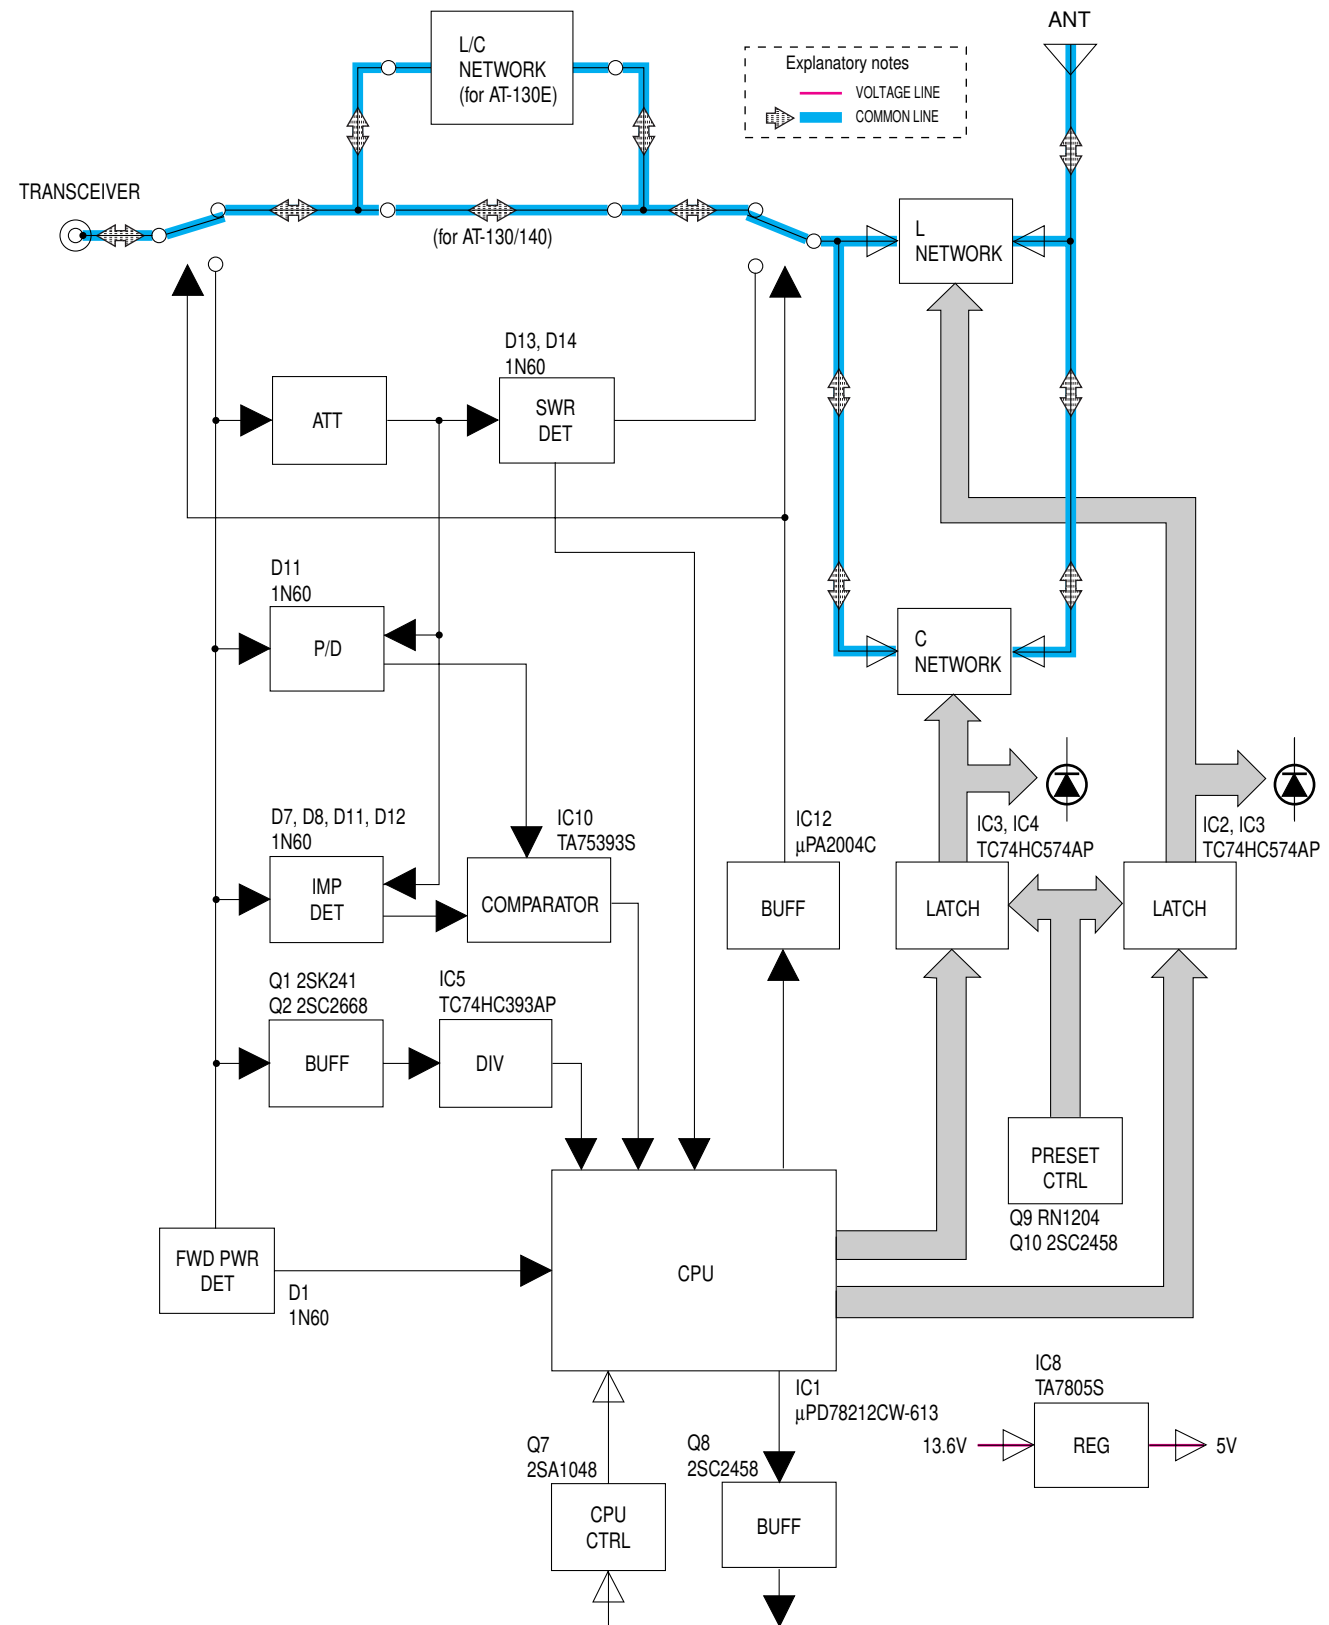 ANT
L/C
NETWORK
(for AT-130E)
Explanatory notes
VOLTAGE LINE
COMMON LINE
TRANSCEIVER
(for AT-130/140)
L
NETWORK
D13, D14
1N60
ATT
SWR
DET
D11
1N60
P/D
C
NETWORK
D7, D8, D11, D12
1N60
IMP
DET
IC10
TA75393S
COMPARATOR
IC12
µPA2004C
BUFF
IC3, IC4
TC74HC574AP
LATCH
IC2, IC3
TC74HC574AP
LATCH
Q1 2SK241
Q2 2SC2668
BUFF
IC5
TC74HC393AP
DIV
PRESET
CTRL
Q9 RN1204
Q10 2SC2458
FWD PWR
DET
D1
1N60
CPU
IC1
µPD78212CW-613
IC8
TA7805S
13.6V
REG
5V
Q7
2SA1048
CPU
CTRL
Q8
2SC2458
BUFF